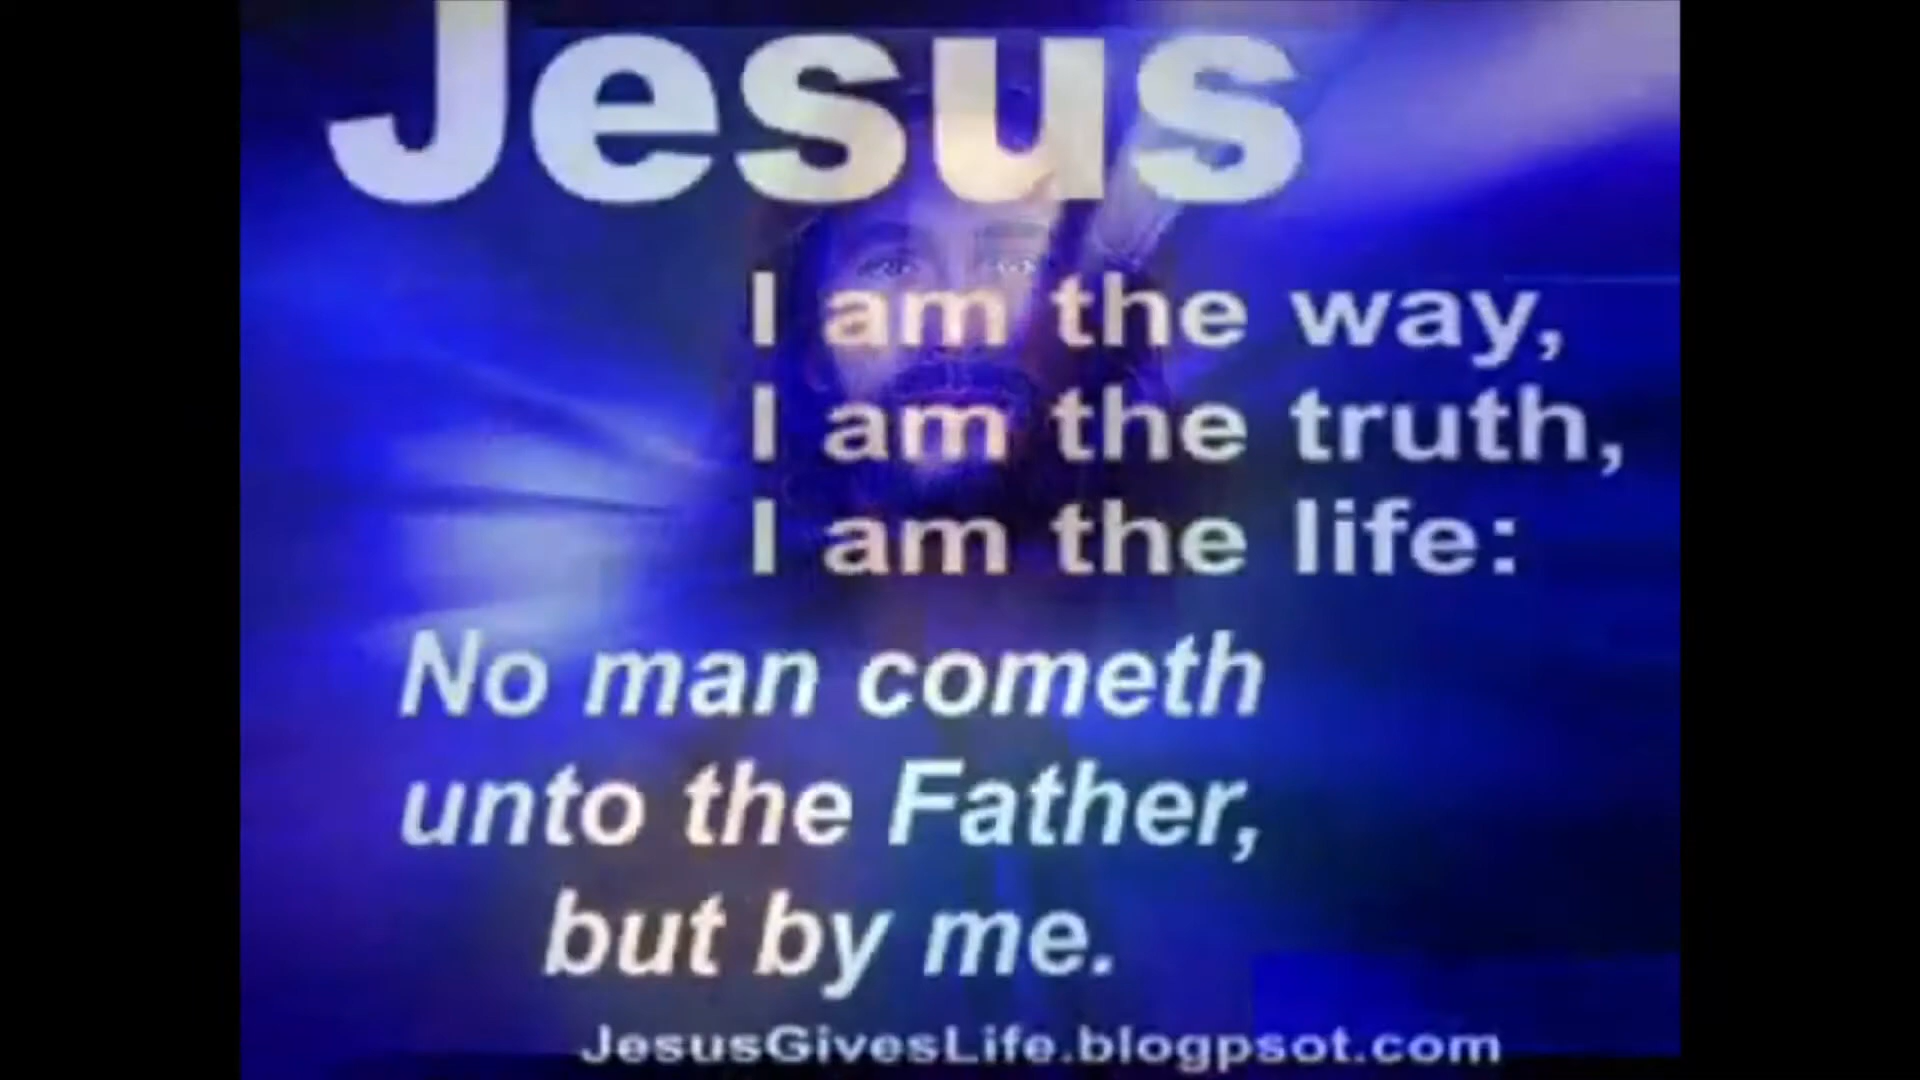 Jesus
I am the way,
I am the truth,
I am the life:
No man cometh
unto the Father,
but by me.
JesusGivesLife.blogpsot.com